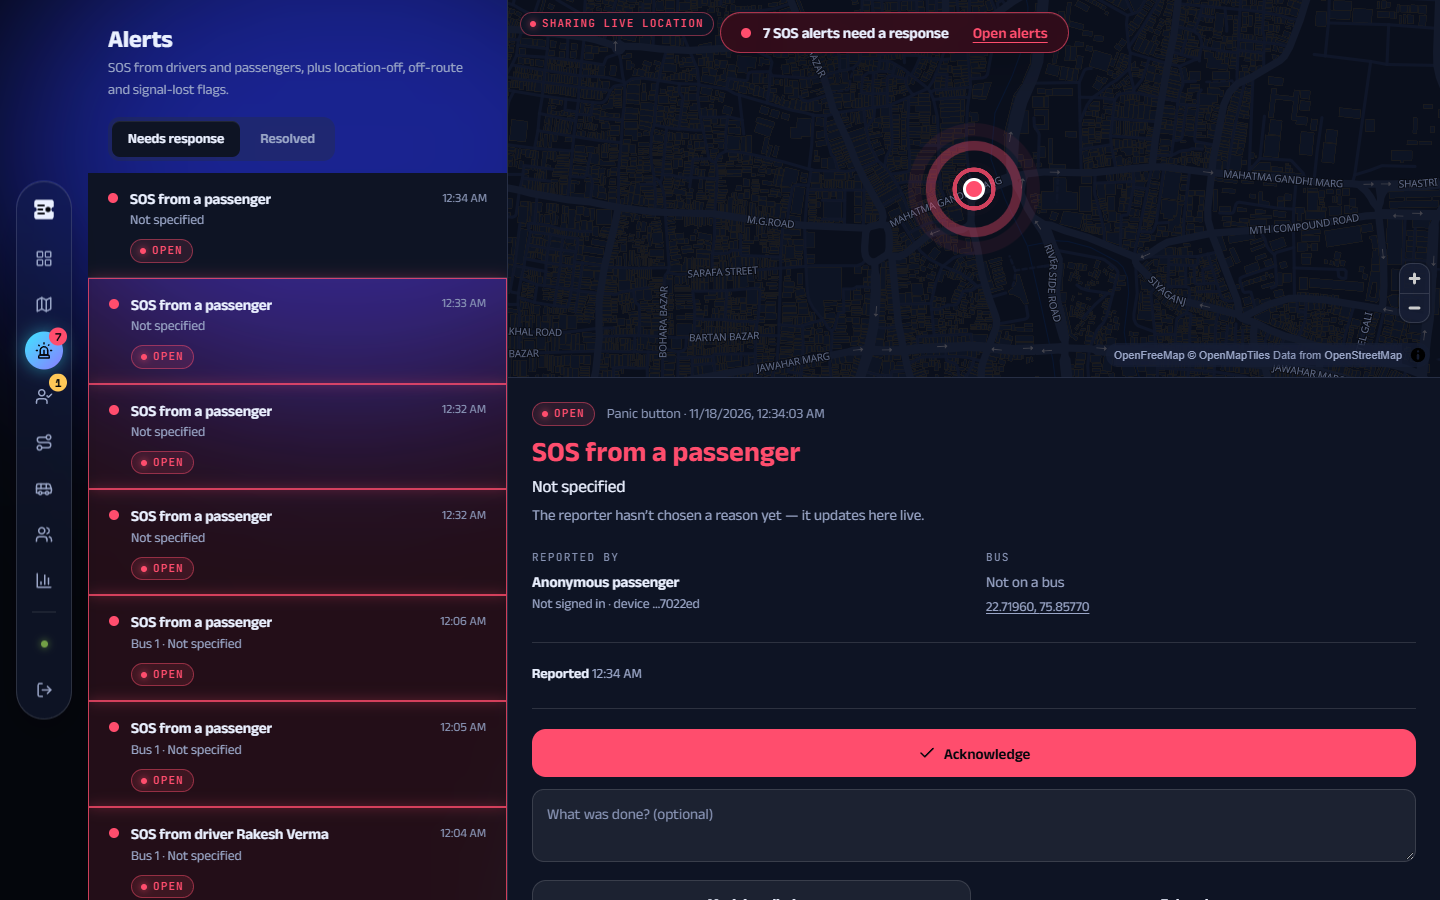 Alerts
SOS from drivers and passengers, plus location-off, off-route
and signal-lost flags.
Needs response
Resolved
7
1
SOS from a passenger
12:34 AM
Not specified
OPEN
SOS from a passenger
12:33 AM
Not specified
OPEN
SOS from a passenger
12:32 AM
Not specified
OPEN
SOS from a passenger
12:32 AM
Not specified
OPEN
SOS from a passenger
12:06 AM
Bus 1 · Not specified
OPEN
SOS from a passenger
12:05 AM
Bus 1 · Not specified
OPEN
SOS from driver Rakesh Verma
12:04 AM
Bus 1 · Not specified
OPEN
SHARING LIVE LOCATION
7 SOS alerts need a response
Open alerts
MAHATMA GANDHI MARG
SHASTRI
M.G.ROAD
MTH COMPOUND ROAD
SARAFA STREET
RIVER SIDE ROAD
SIYAGANJ
BOHARA BAZAR
BARTAN BAZAR
JAWAHAR MARG
BAZAR
OpenFreeMap © OpenMapTiles Data from OpenStreetMap
OPEN
Panic button · 11/18/2026, 12:34:03 AM
SOS from a passenger
Not specified
The reporter hasn’t chosen a reason yet — it updates here live.
REPORTED BY
BUS
Anonymous passenger
Not on a bus
Not signed in · device …7022ed
22.71960, 75.85770
Reported 12:34 AM
Acknowledge
What was done? (optional)